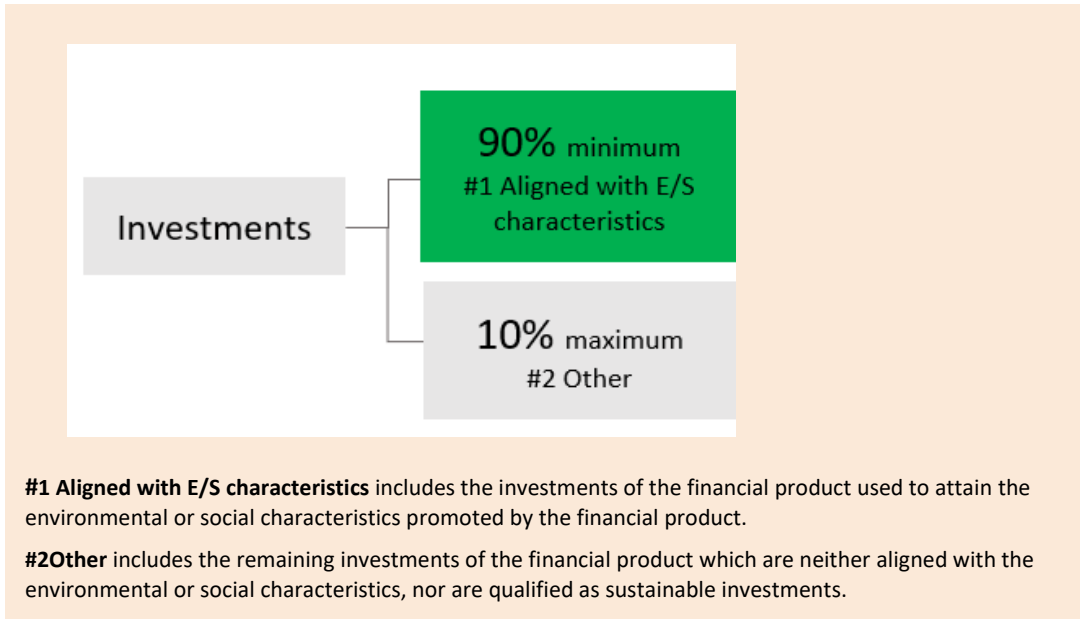 90% minimum
#1 Aligned with E/S
characteristics
Investments
10% maximum
#2 Other
#1 Aligned with E/S characteristics includes the investments of the financial product used to attain the
environmental or social characteristics promoted by the financial product.
#2Other includes the remaining investments of the financial product which are neither aligned with the
environmental or social characteristics, nor are qualified as sustainable investments.